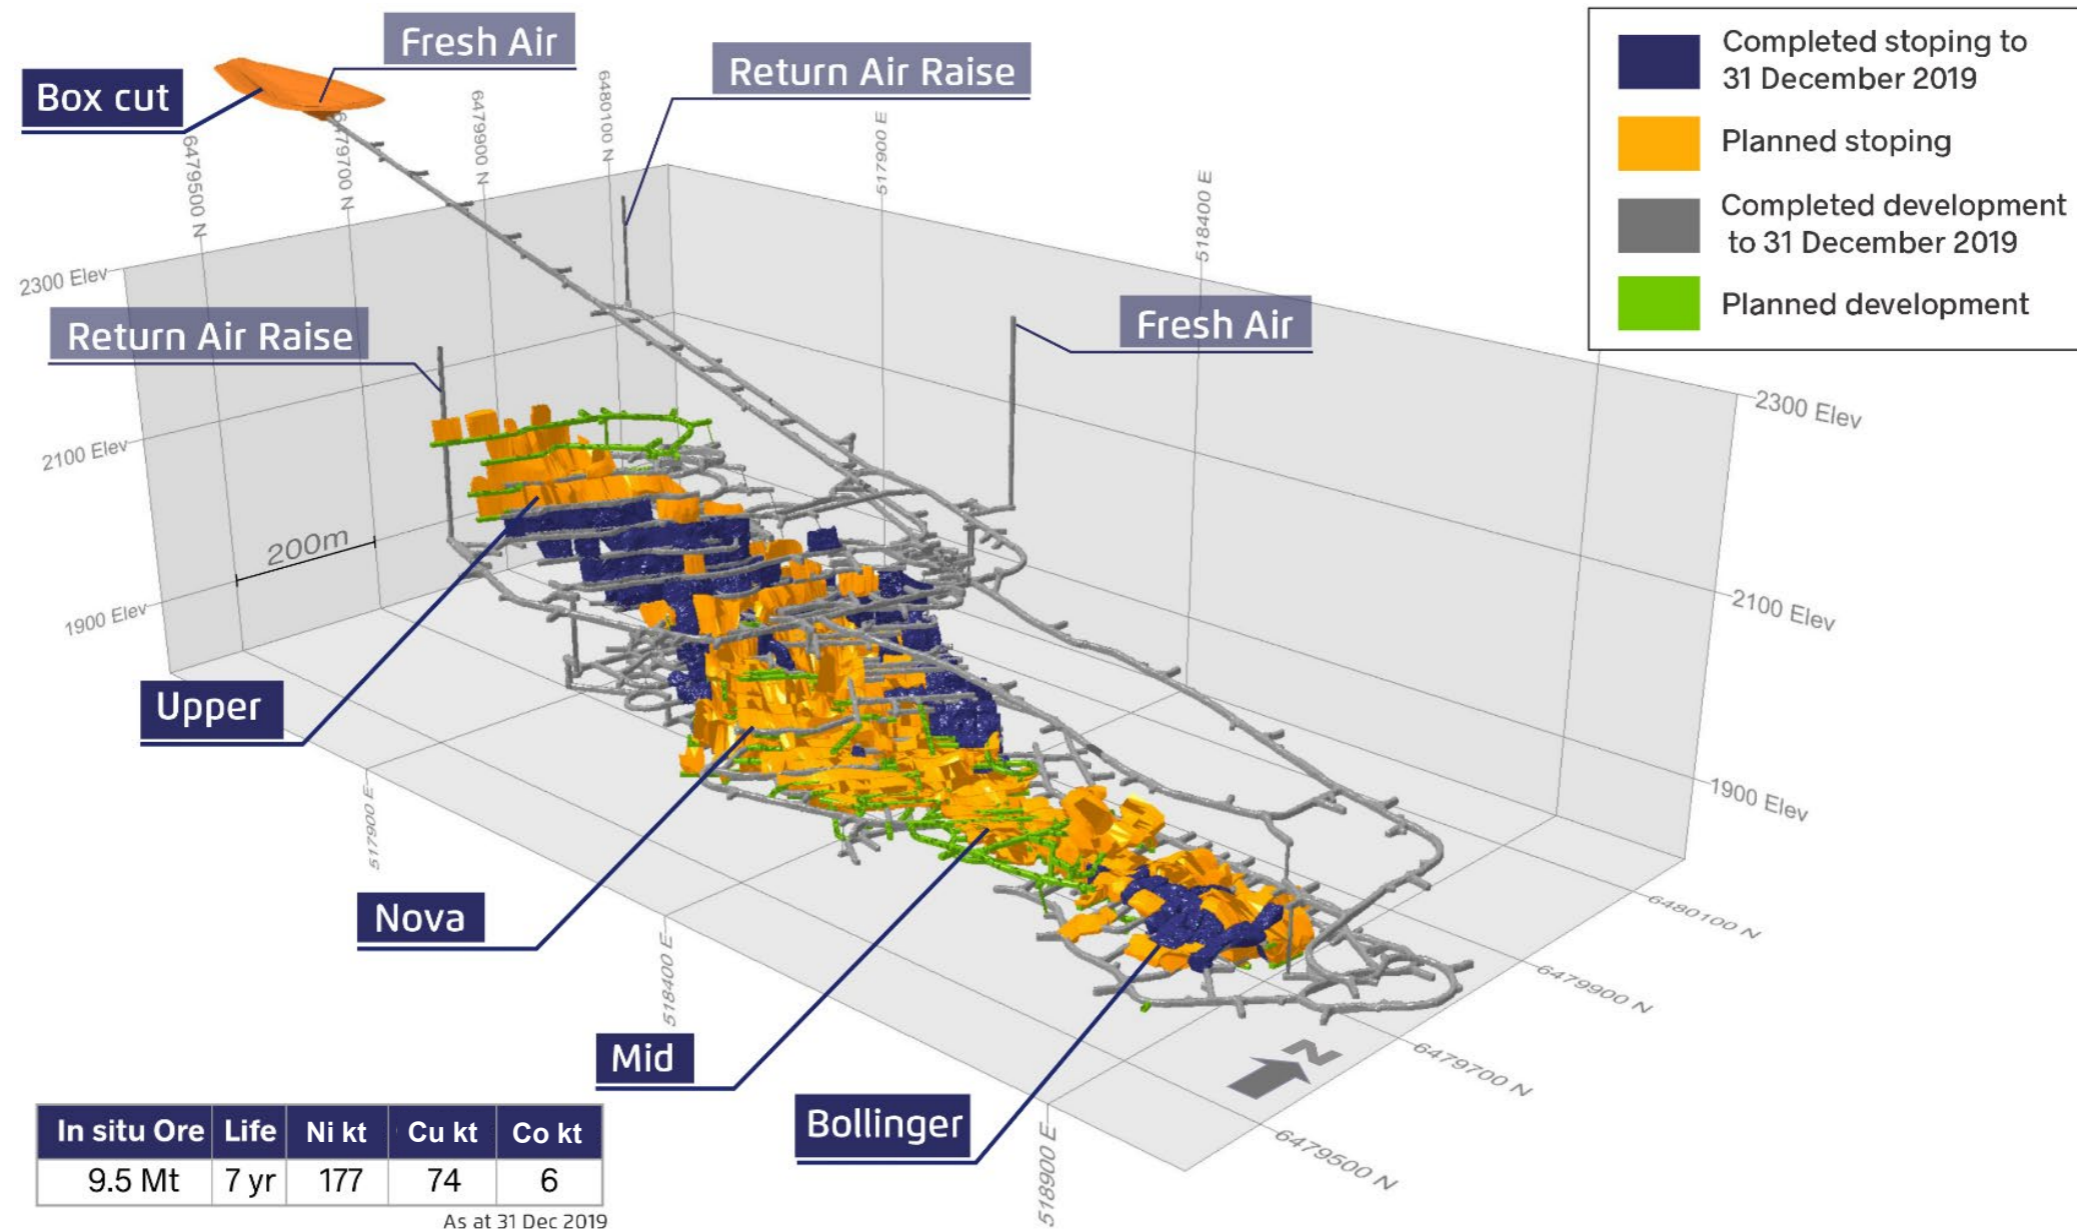 Fresh Air
Return Air Raise
Box cut
Completed stoping to
31 December 2019
Planned stoping
Completed development
to 31 December 2019
Planned development
6479500 N
6479700 N
6479900 N
6480100 N
517900 E
518400 E
2300 Elev
2100 Elev
1900 Elev
Return Air Raise
Fresh Air
200m
2300 Elev
2100 Elev
1900 Elev
Upper
Nova
Mid
Bollinger
517900 E
518400 E
518900 E
6480100 N
6479900 N
6479700 N
6479500 N
N
In situ Ore Life Ni kt Cu kt Co kt
9.5 Mt 7 yr 177 74 6
As at 31 Dec 2019